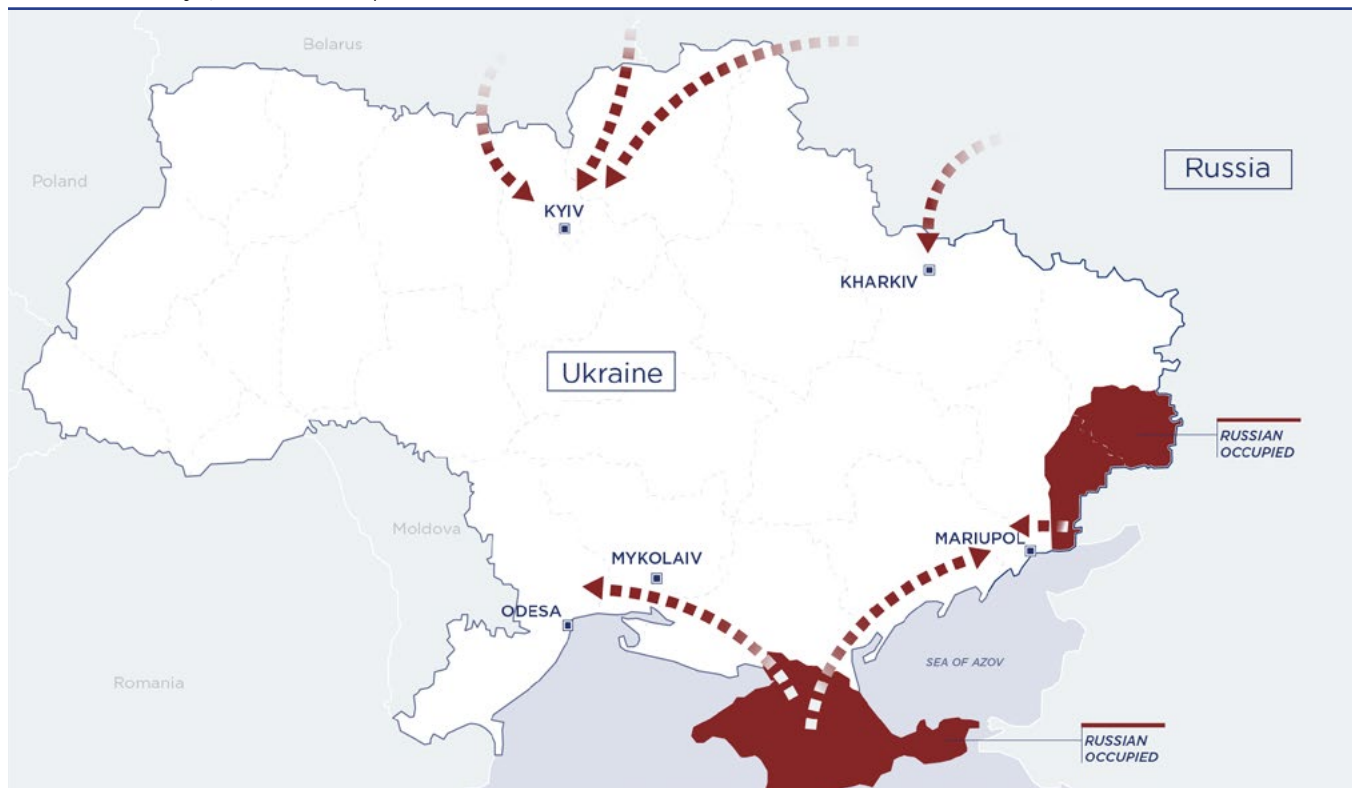 Belarus
Poland
Russia
KYIV
KHARKIV
Ukraine
RUSSIAN
OCCUPIED
Moldova
MARIUPOL
MYKOLAIV
ODESA
SEA OF AZOV
Romania
RUSSIAN
OCCUPIED